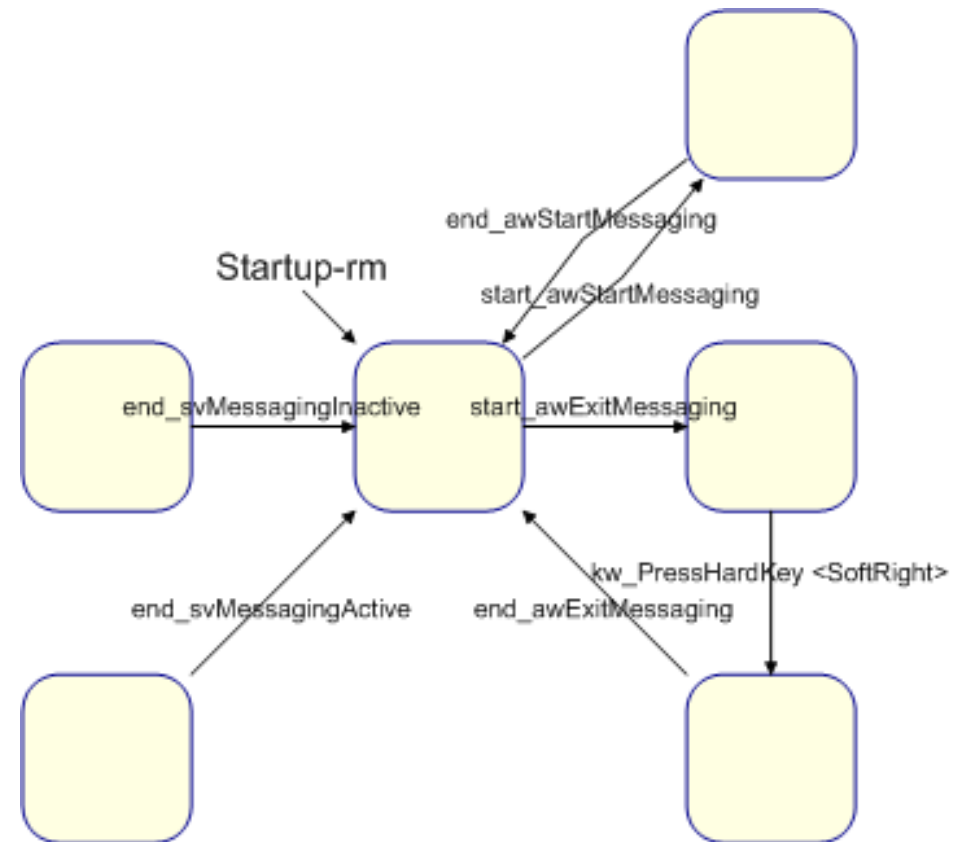 end_awStartMessaging
Startup-rm
start_awStartMessaging
end_svMessagingInactive
start_awExitMessaging
kw_PressHardKey <SoftRight>
end_svMessagingActive
end_awExitMessaging